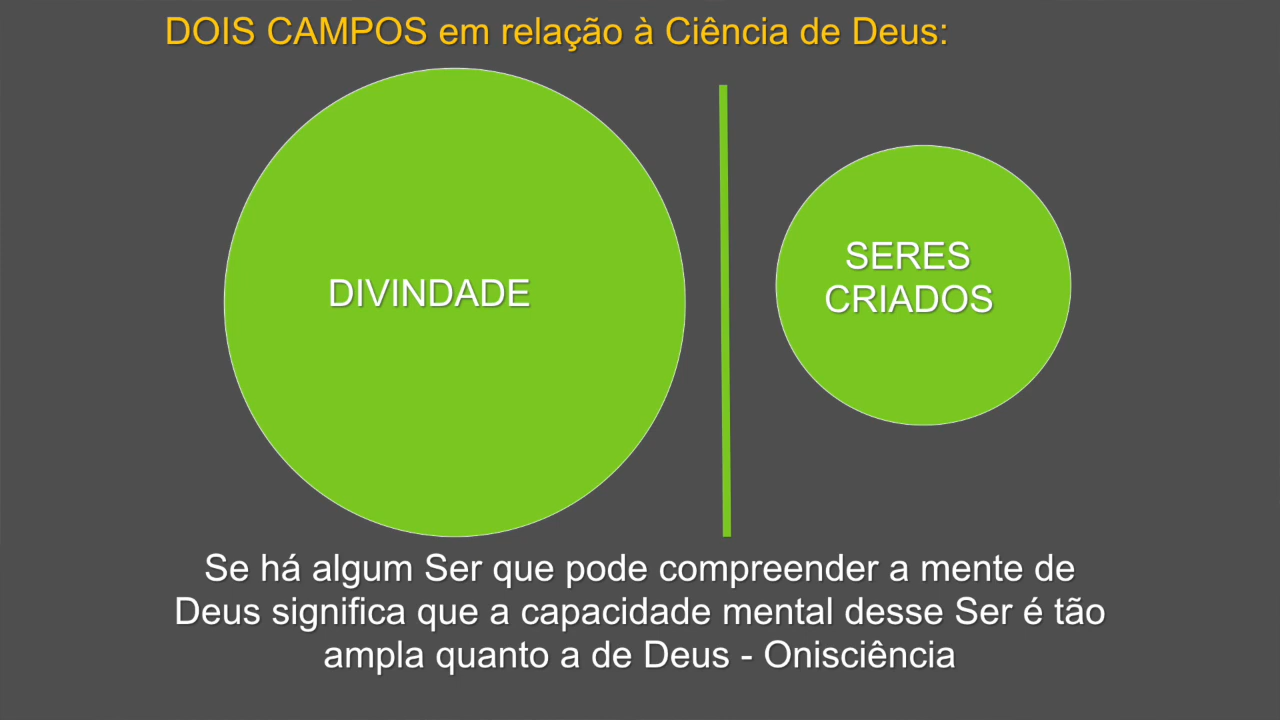 DOIS CAMPOS em relação à Ciência de Deus:
DIVINDADE
SERES
CRIADOS
Se há algum Ser que pode compreender a mente de
Deus significa que a capacidade mental desse Ser é tão
ampla quanto a de Deus - Onisciência